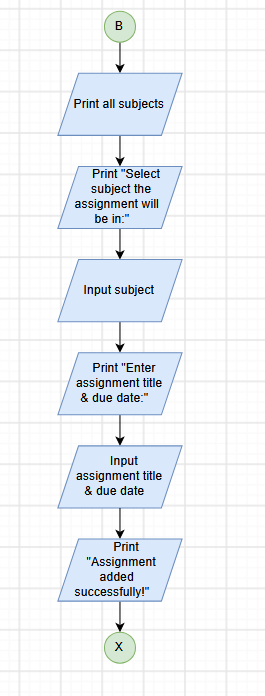 B
Print all subjects
Print "Select
subject the
assignment will
be in:"
Input subject
Print "Enter
assignment title
& due date:"
Input
assignment title
& due date
Print
"Assignment
added
successfully!"
X